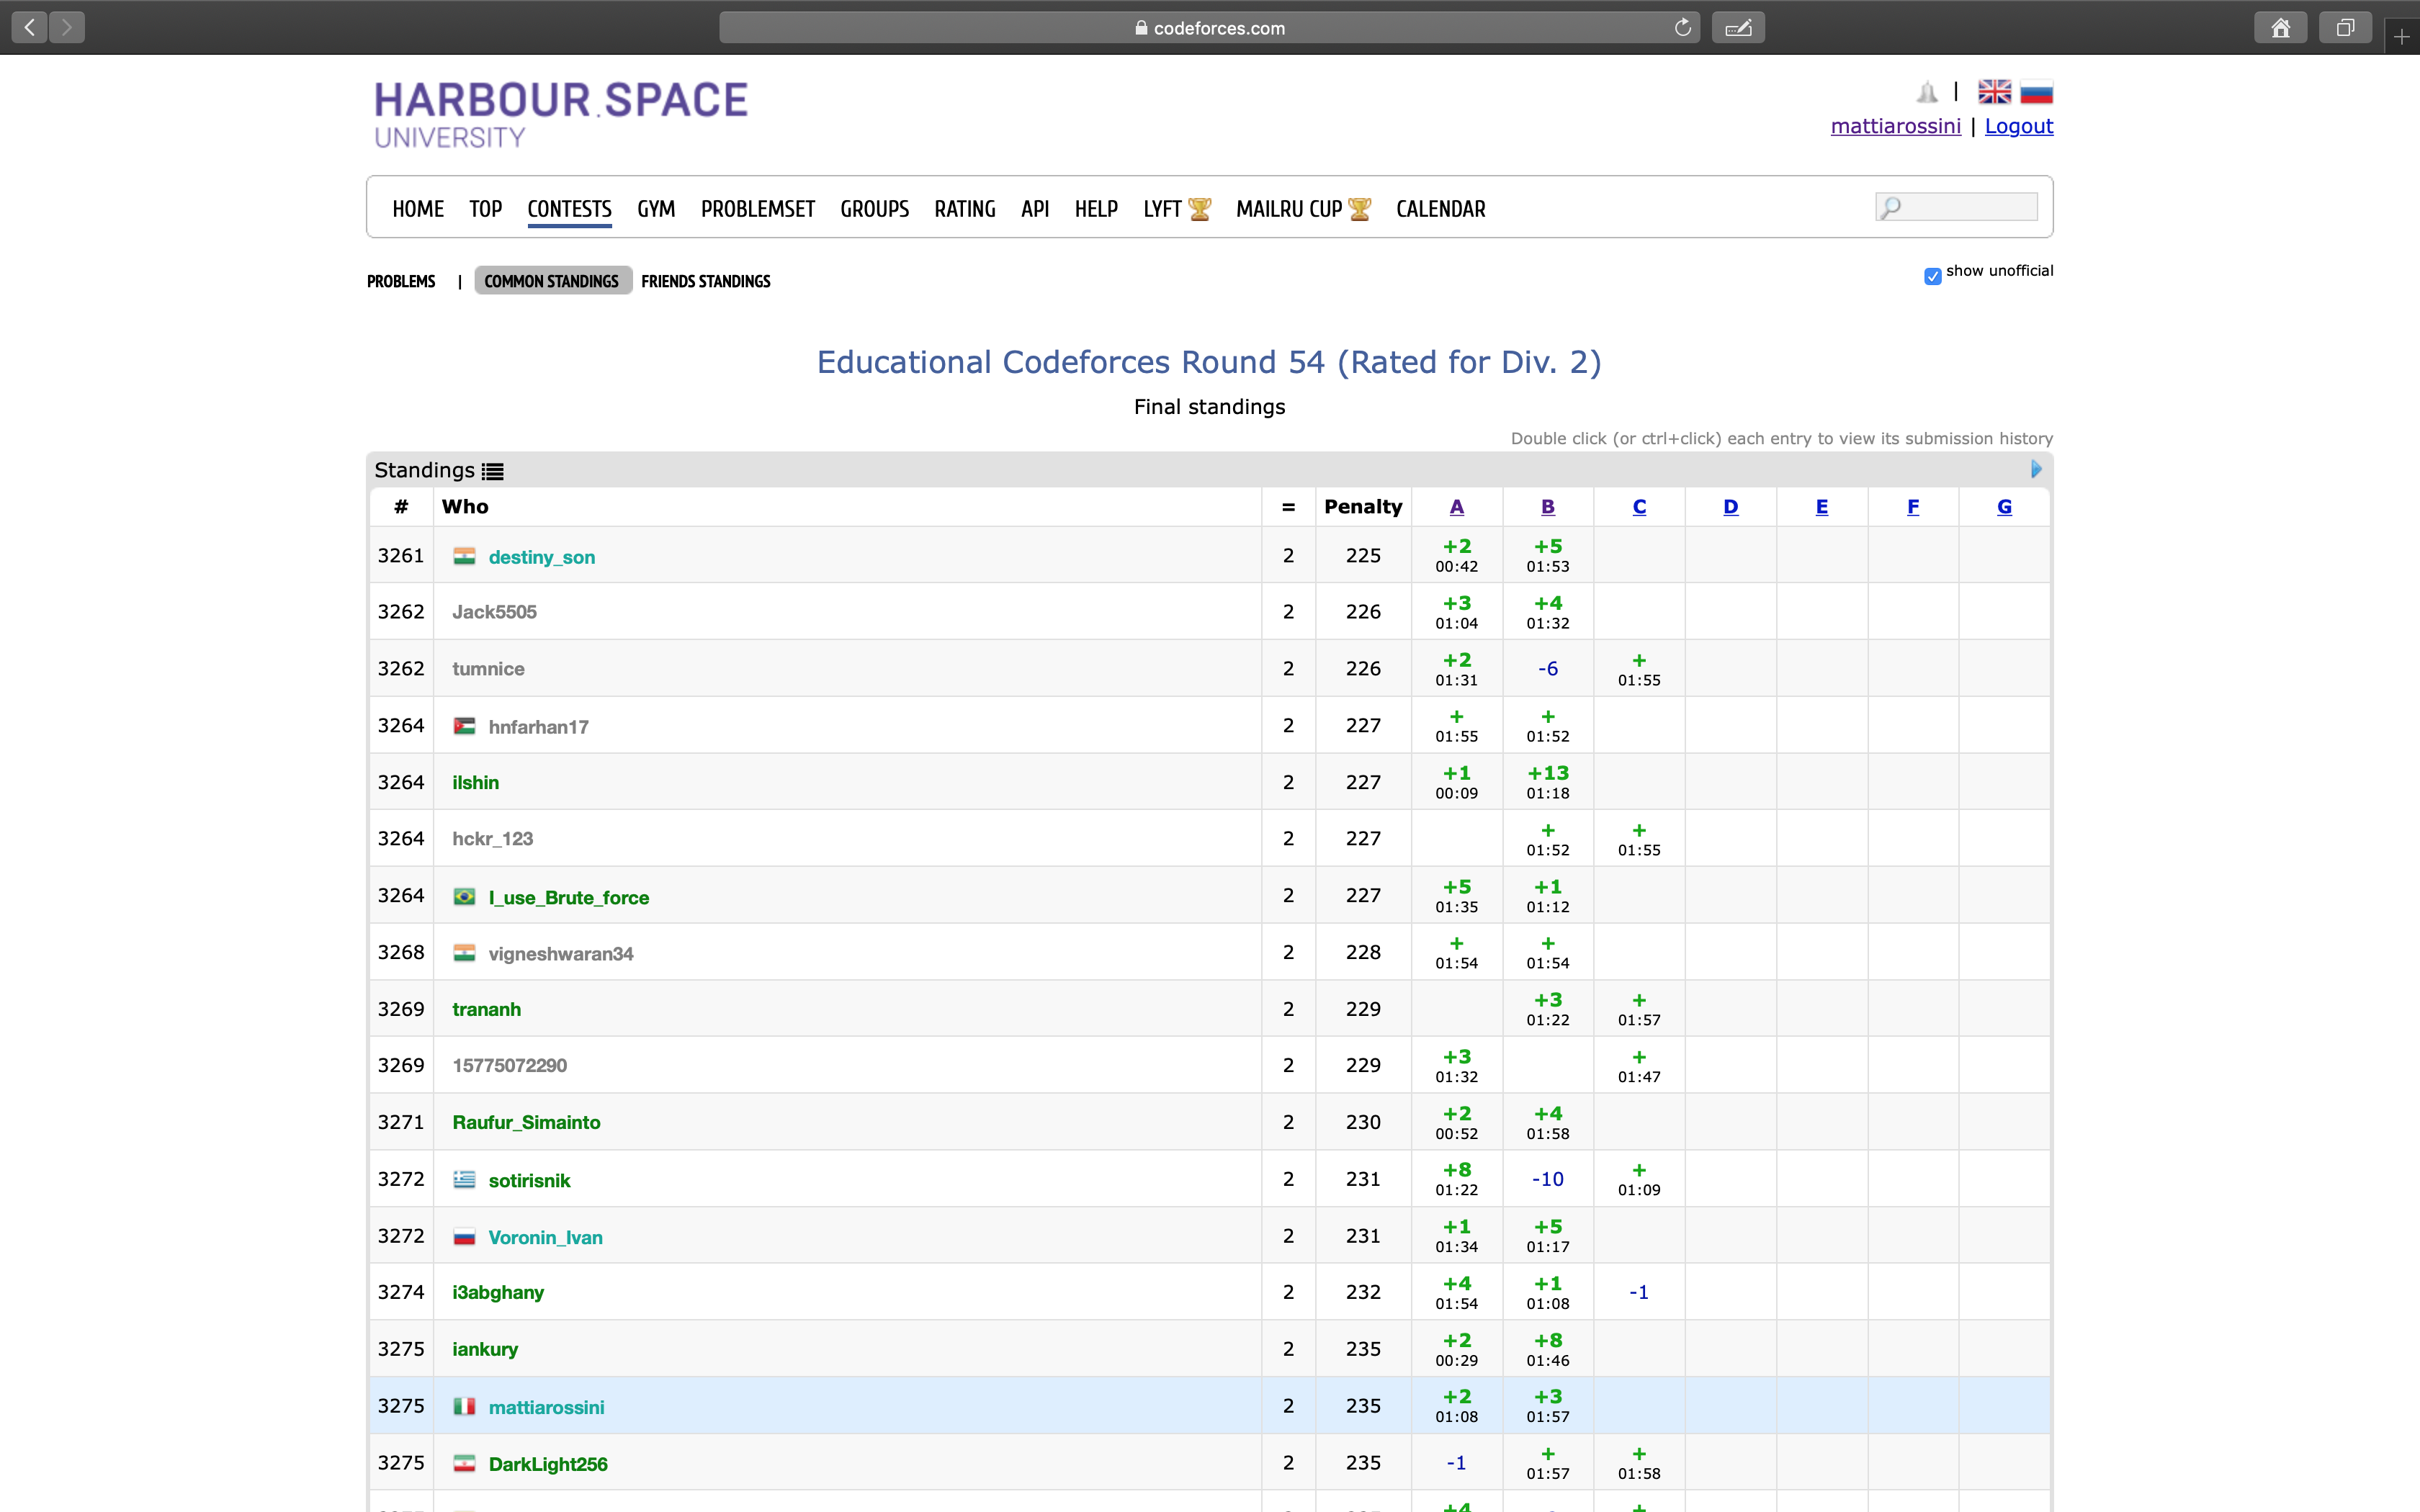 codeforces.com
HARBOUR.SPACE
UNIVERSITY
mattiarossini | Logout
HOME TOP CONTESTS GYM PROBLEMSET GROUPS RATING API HELP LYFT MAILRU CUP CALENDAR
PROBLEMS | COMMON STANDINGS FRIENDS STANDINGS
show unofficial
Educational Codeforces Round 54 (Rated for Div. 2)
Final standings
Double click (or ctrl+click) each entry to view its submission history
Standings
# Who = Penalty A B C D E F G
3261 destiny_son 2 225 +2 00:42 +5 01:53
3262 Jack5505 2 226 +3 01:04 +4 01:32
3262 tumnice 2 226 +2 01:31 -6 + 01:55
3264 hnfarhan17 2 227 + 01:55 + 01:52
3264 ilshin 2 227 +1 00:09 +13 01:18
3264 hckr_123 2 227 + 01:52 + 01:55
3264 I_use_Brute_force 2 227 +5 01:35 +1 01:12
3268 vigneshwaran34 2 228 + 01:54 + 01:54
3269 trananh 2 229 +3 01:22 + 01:57
3269 15775072290 2 229 +3 01:32 + 01:47
3271 Raufur_Simainto 2 230 +2 00:52 +4 01:58
3272 sotirisnik 2 231 +8 01:22 -10 + 01:09
3272 Voronin_Ivan 2 231 +1 01:34 +5 01:17
3274 i3abghany 2 232 +4 01:54 +1 01:08 -1
3275 iankury 2 235 +2 00:29 +8 01:46
3275 mattiarossini 2 235 +2 01:08 +3 01:57
3275 DarkLight256 2 235 -1 + 01:57 + 01:58